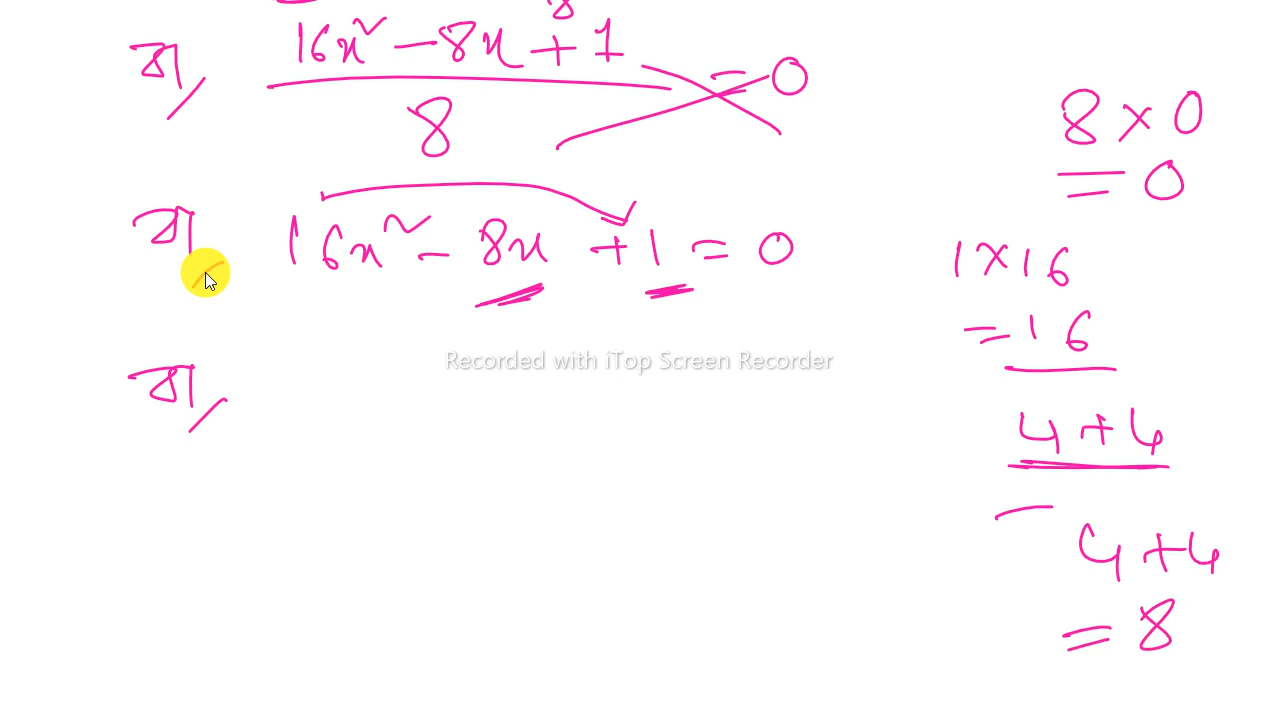 8
বা, 16x² - 8x + 1
= 0
8
8 × 0
= 0
বা, 16x² - 8x + 1 = 0
1 × 16
= 16
Recorded with iTop Screen Recorder
বা,
4 + 4
4 + 4
= 8